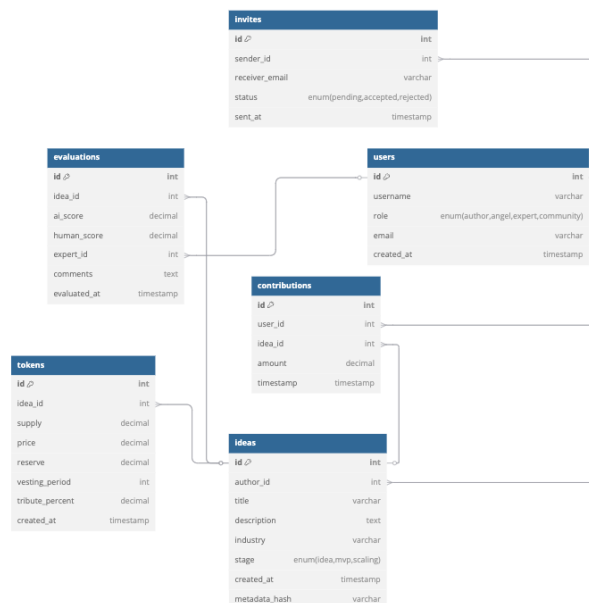 invites
id int
sender_id int
receiver_email varchar
status enum(pending,accepted,rejected)
sent_at timestamp
evaluations
id int
idea_id int
ai_score decimal
human_score decimal
expert_id int
comments text
evaluated_at timestamp
users
id int
username varchar
role enum(author,angel,expert,community)
email varchar
created_at timestamp
contributions
id int
user_id int
idea_id int
amount decimal
timestamp timestamp
tokens
id int
idea_id int
supply decimal
price decimal
reserve decimal
vesting_period int
tribute_percent decimal
created_at timestamp
ideas
id int
author_id int
title varchar
description text
industry varchar
stage enum(idea,mvp,scaling)
created_at timestamp
metadata_hash varchar